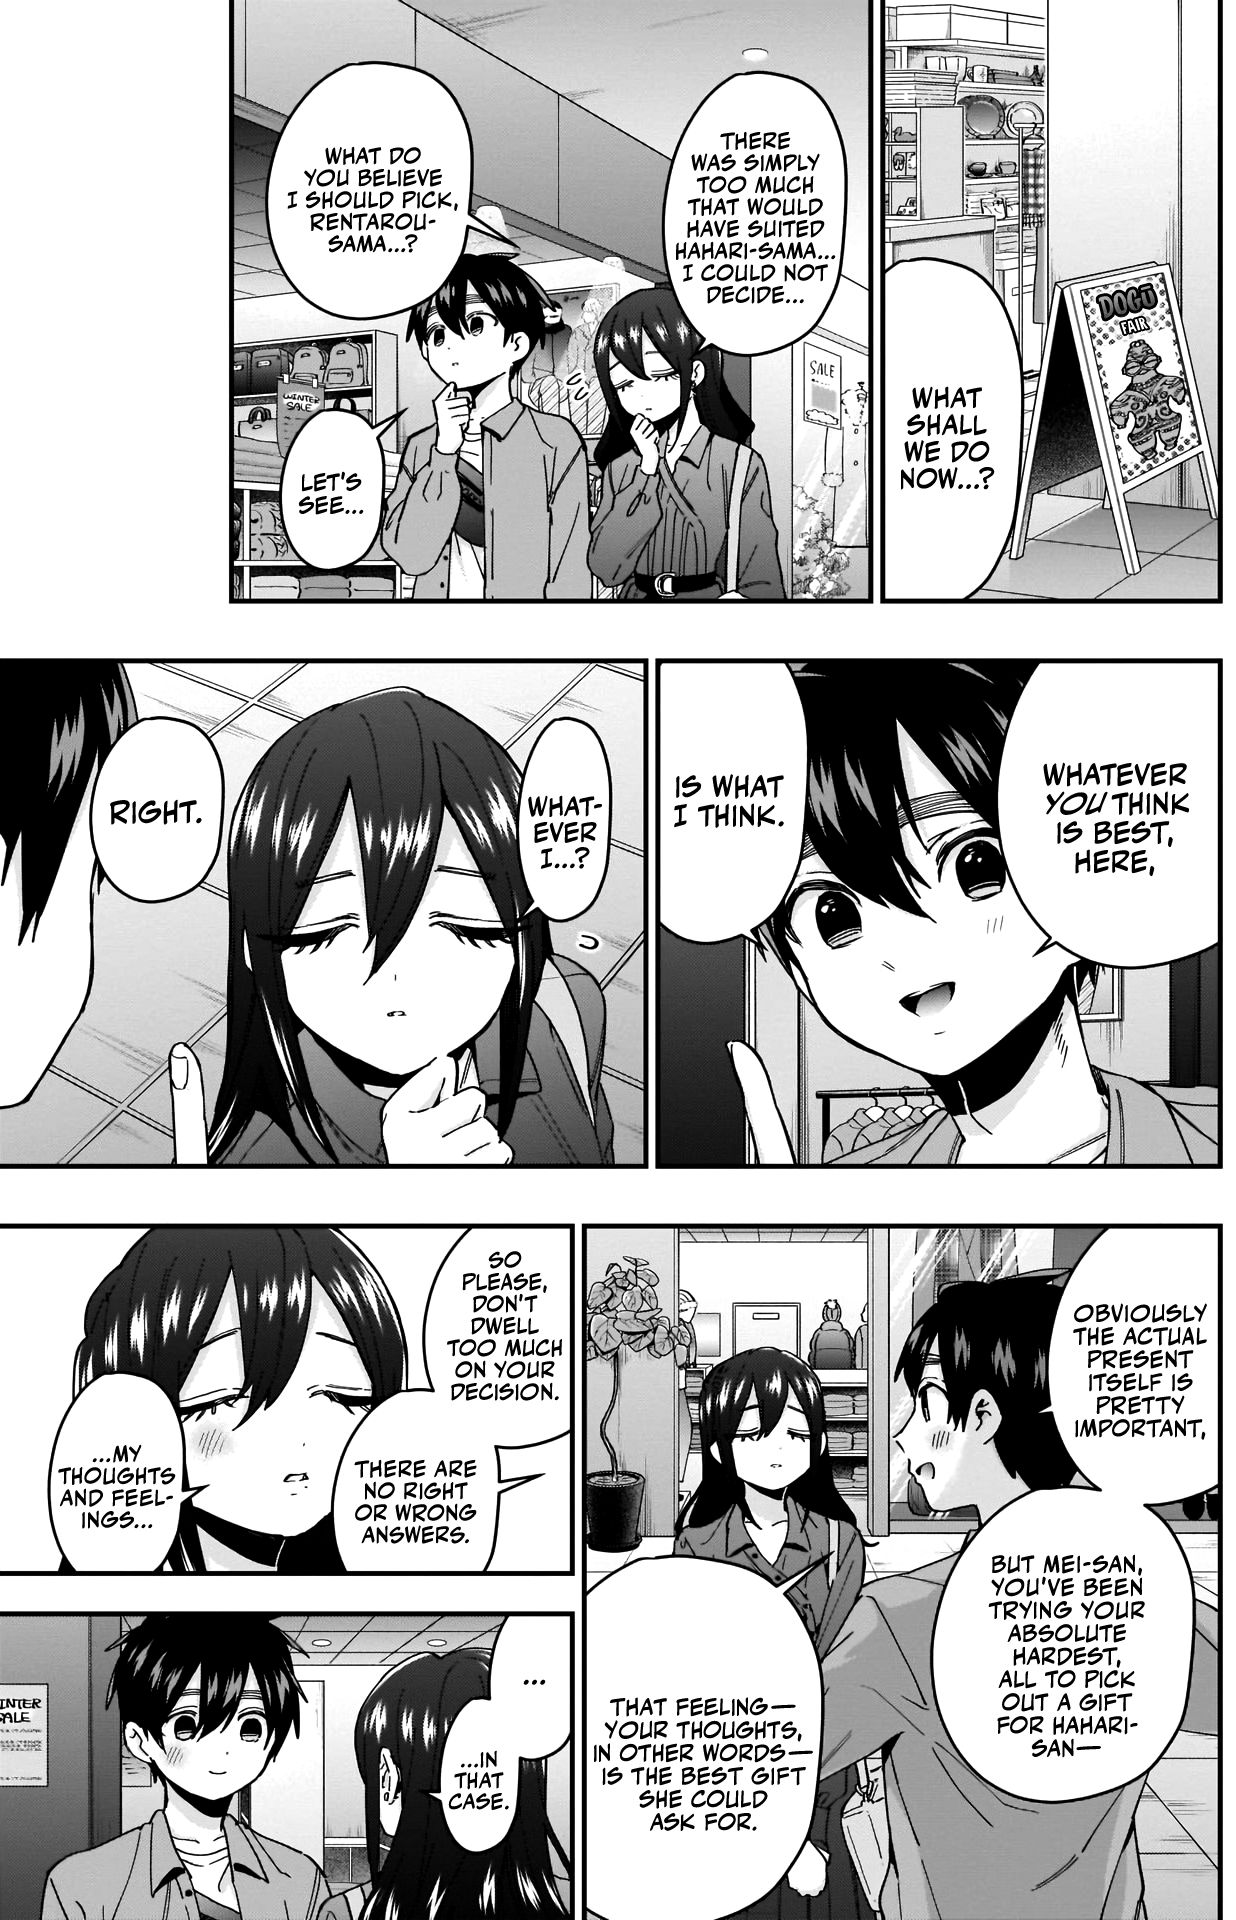 WHAT
SHALL
WE DO
NOW...?
DOGŪ
FAIR
THERE
WAS SIMPLY
TOO MUCH
THAT WOULD
HAVE SUITED
HAHARI-SAMA...
I COULD NOT
DECIDE...
WHAT DO
YOU BELIEVE
I SHOULD PICK,
RENTAROU-
SAMA...?
LET'S
SEE...
SALE
WINTER
SALE
WHATEVER
YOU THINK
IS BEST,
HERE,
IS WHAT
I THINK.
WHAT-
EVER
I...?
RIGHT.
OBVIOUSLY
THE ACTUAL
PRESENT
ITSELF IS
PRETTY
IMPORTANT,
BUT MEI-SAN,
YOU'VE BEEN
TRYING YOUR
ABSOLUTE
HARDEST,
ALL TO PICK
OUT A GIFT
FOR HAHARI-
SAN—
THAT FEELING—
YOUR THOUGHTS,
IN OTHER WORDS—
IS THE BEST GIFT
SHE COULD
ASK FOR.
SO
PLEASE,
DON'T
DWELL
TOO MUCH
ON YOUR
DECISION.
THERE ARE
NO RIGHT
OR WRONG
ANSWERS.
...MY
THOUGHTS
AND FEEL-
INGS...
...
...IN
THAT
CASE.
WINTER
SALE